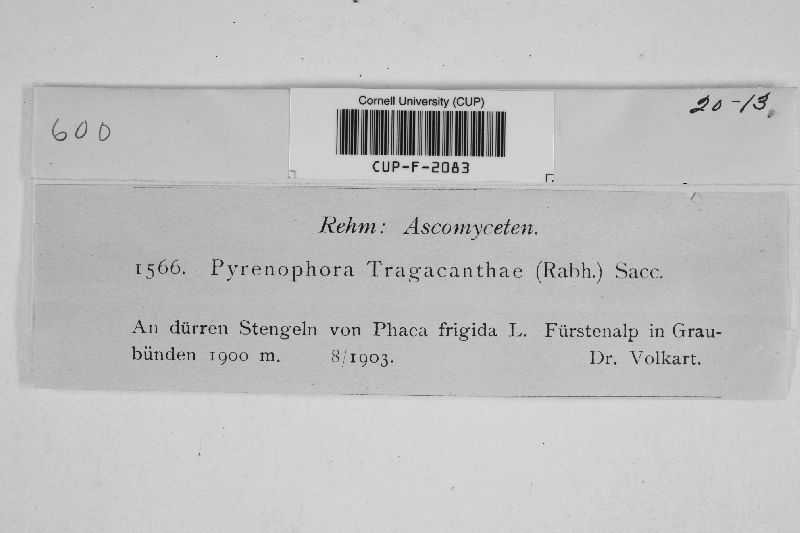 Cornell University (CUP)
CUP-F-2083
600
20-13
Rehm: Ascomyceten.
1566. Pyrenophora Tragacanthae (Rabh.) Sacc.
An dürren Stengeln von Phaca frigida L. Fürstenalp in Grau-
bünden 1900 m. 8/1903. Dr. Volkart.